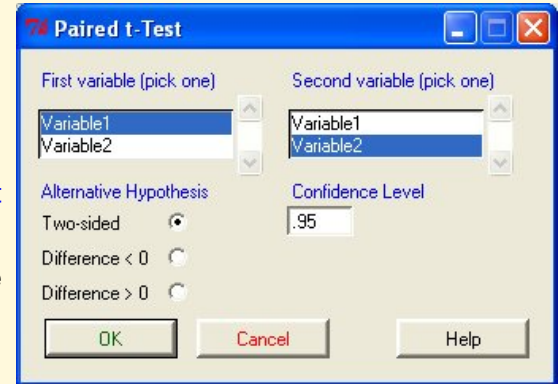 Paired t-Test
First variable (pick one) Second variable (pick one)
Variable1 Variable1
Variable2 Variable2
Alternative Hypothesis Confidence Level
Two-sided .95
Difference < 0
Difference > 0
OK Cancel Help